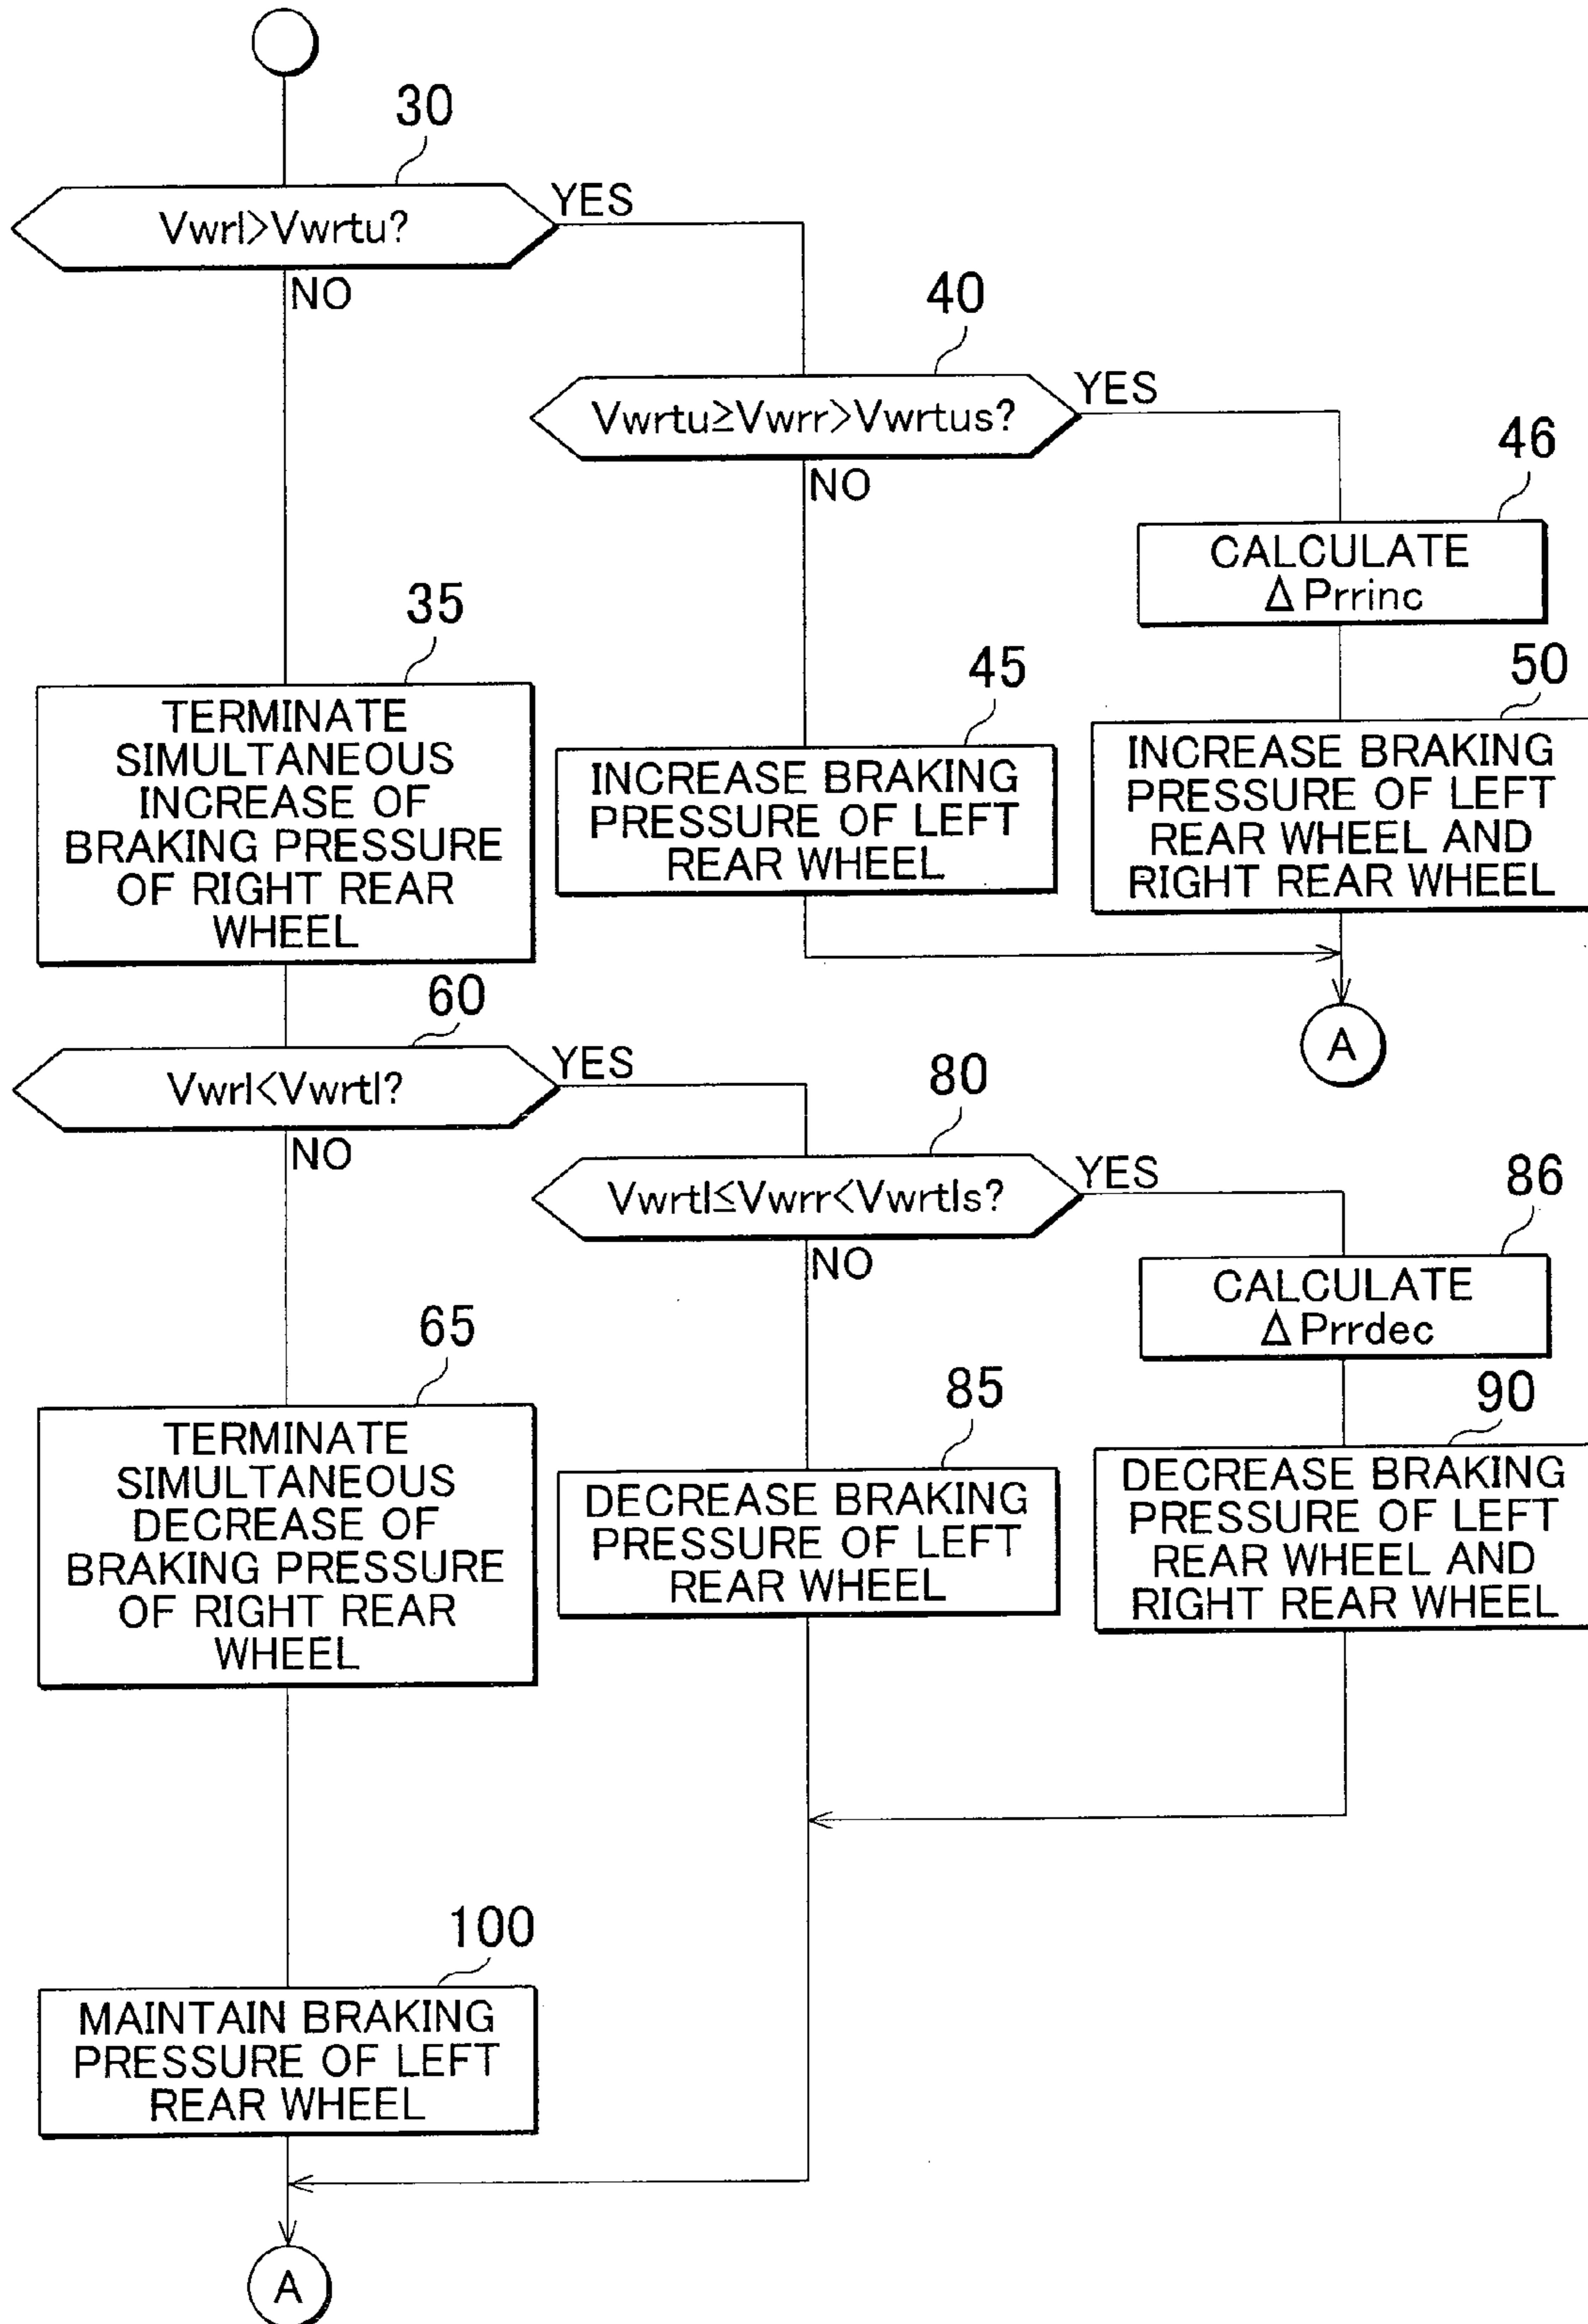 30
Vwrl>Vwrtu?
YES
NO
40
Vwrtu≥Vwrr>Vwrtus?
YES
NO
46
CALCULATE
Δ Prrinc
35
TERMINATE
SIMULTANEOUS
INCREASE OF
BRAKING PRESSURE
OF RIGHT REAR
WHEEL
45
INCREASE BRAKING
PRESSURE OF LEFT
REAR WHEEL
50
INCREASE BRAKING
PRESSURE OF LEFT
REAR WHEEL AND
RIGHT REAR WHEEL
A
60
Vwrl<Vwrtl?
YES
NO
80
Vwrtl≤Vwrr<Vwrtls?
YES
NO
86
CALCULATE
Δ Prrdec
65
TERMINATE
SIMULTANEOUS
DECREASE OF
BRAKING PRESSURE
OF RIGHT REAR
WHEEL
85
DECREASE BRAKING
PRESSURE OF LEFT
REAR WHEEL
90
DECREASE BRAKING
PRESSURE OF LEFT
REAR WHEEL AND
RIGHT REAR WHEEL
100
MAINTAIN BRAKING
PRESSURE OF LEFT
REAR WHEEL
A